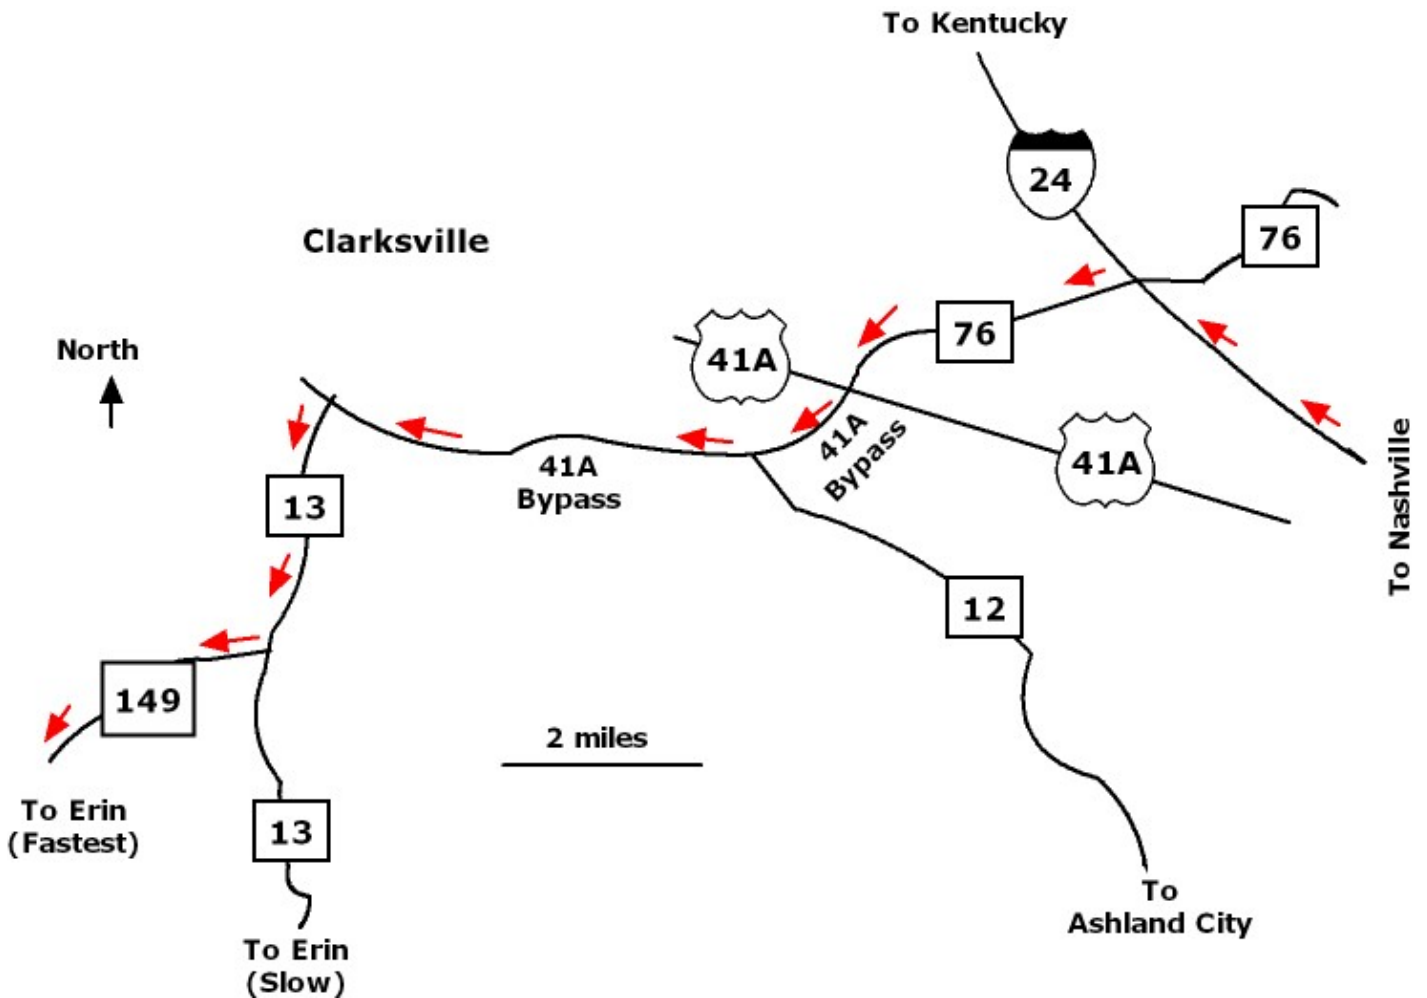 To Kentucky
24
76
Clarksville
76
North
41A
41A
Bypass
41A
To Nashville
41A
Bypass
13
12
149
2 miles
To Erin
(Fastest)
13
To
Ashland City
To Erin
(Slow)